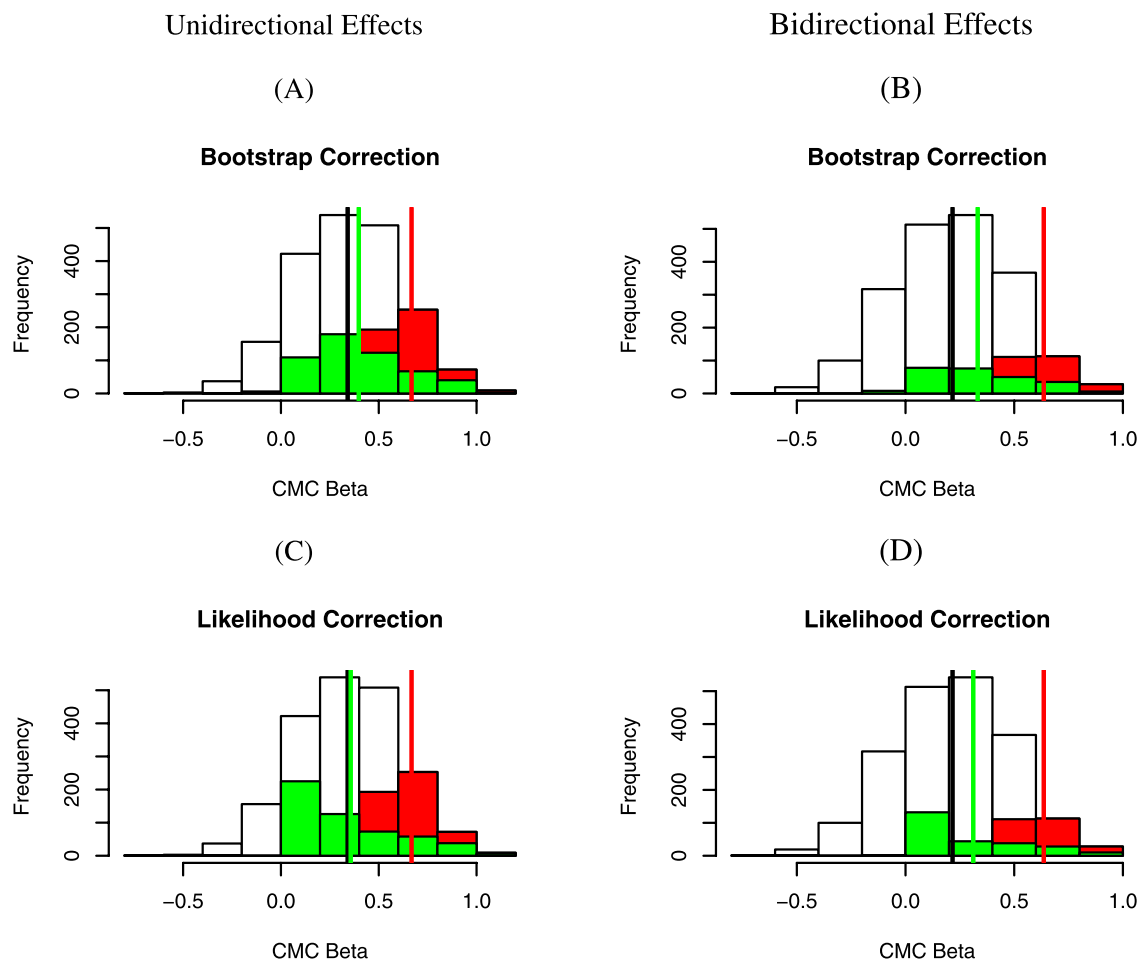 Unidirectional Effects
Bidirectional Effects
(A)
(B)
Bootstrap Correction
Bootstrap Correction
Frequency
0 200 400
−0.5 0.0 0.5 1.0
CMC Beta
Frequency
0 200 400
−0.5 0.0 0.5 1.0
CMC Beta
(C)
(D)
Likelihood Correction
Likelihood Correction
Frequency
0 200 400
−0.5 0.0 0.5 1.0
CMC Beta
Frequency
0 200 400
−0.5 0.0 0.5 1.0
CMC Beta